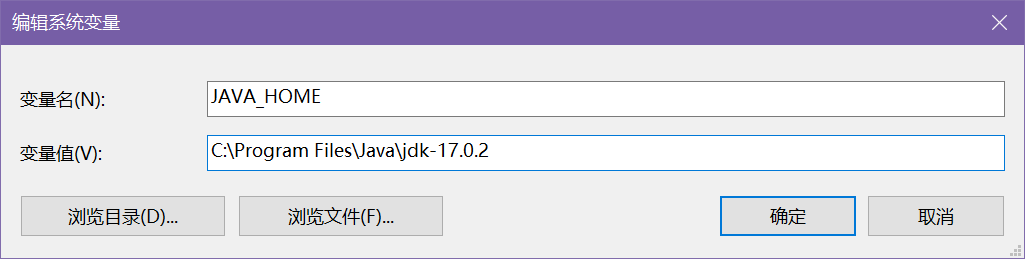 编辑系统变量
变量名(N): JAVA_HOME
变量值(V): C:\Program Files\Java\jdk-17.0.2
浏览目录(D)... 浏览文件(F)... 确定 取消